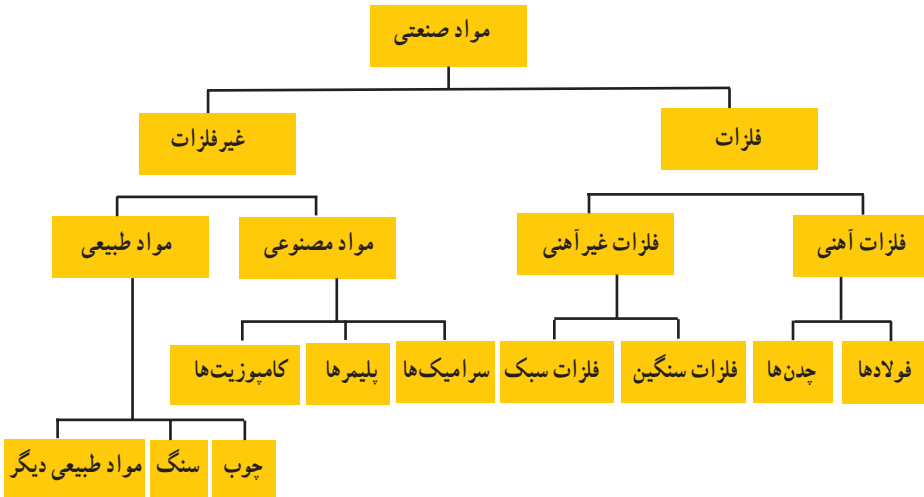 مواد صنعتی
فلزات
غیرفلزات
فلزات آهنی
فلزات غیرآهنی
مواد مصنوعی
مواد طبیعی
فولادها
چدن‌ها
فلزات سنگین
فلزات سبک
سرامیک‌ها
پلیمرها
کامپوزیت‌ها
چوب
سنگ
مواد طبیعی دیگر